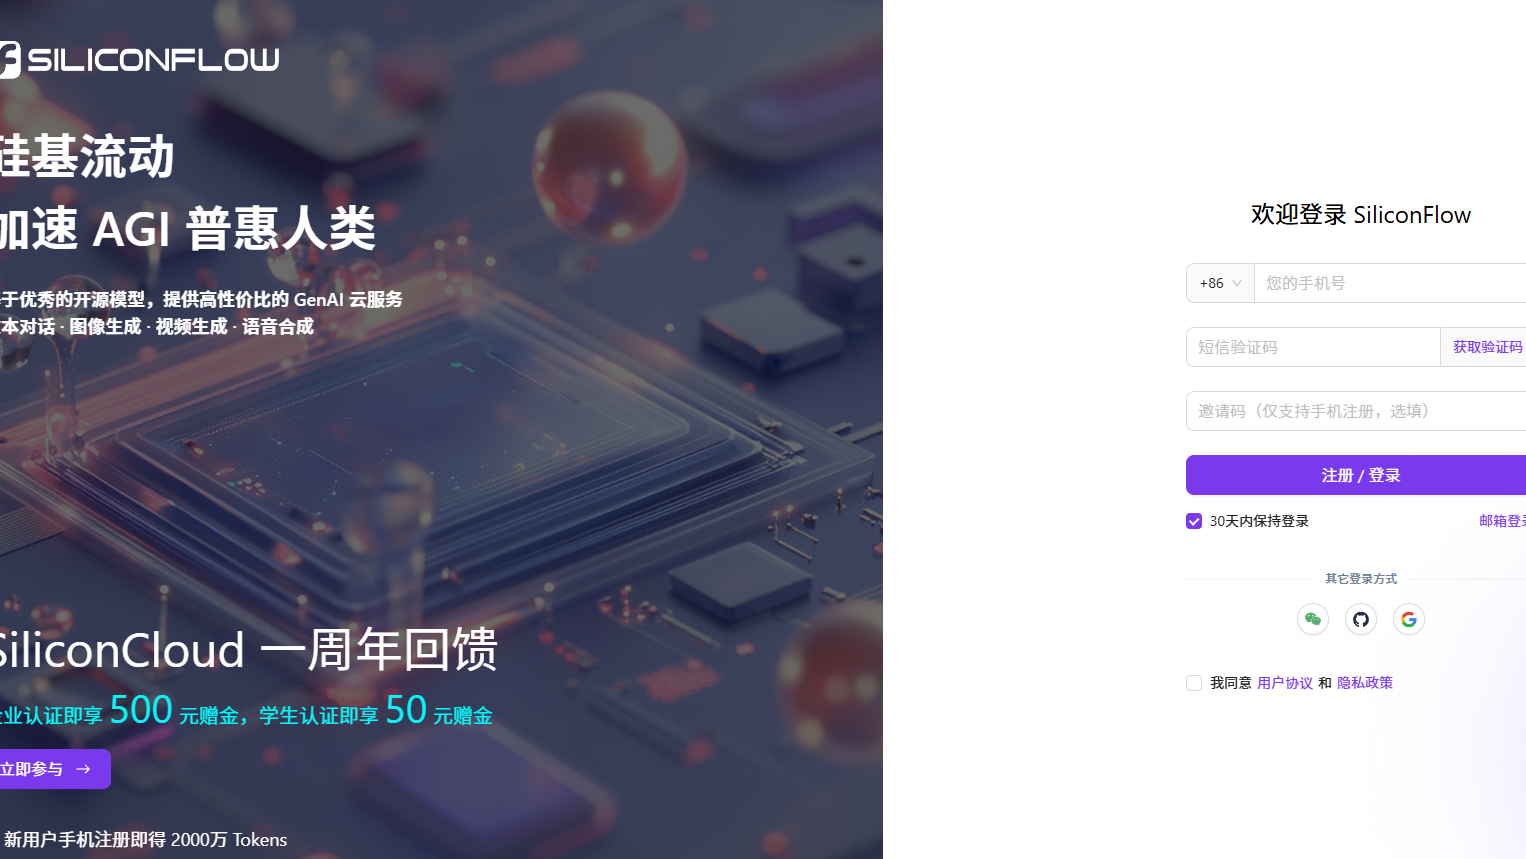 SILICONFLOW
硅基流动
加速 AGI 普惠人类
于优秀的开源模型，提供高性价比的 GenAI 云服务
本对话 · 图像生成 · 视频生成 · 语音合成
SiliconCloud 一周年回馈
企业认证即享 500 元赠金，学生认证即享 50 元赠金
立即参与 →
新用户手机注册即得 2000万 Tokens
欢迎登录 SiliconFlow
+86 您的手机号
短信验证码 获取验证码
邀请码（仅支持手机注册，选填）
注册 / 登录
30天内保持登录 邮箱登录
其它登录方式
我同意 用户协议 和 隐私政策